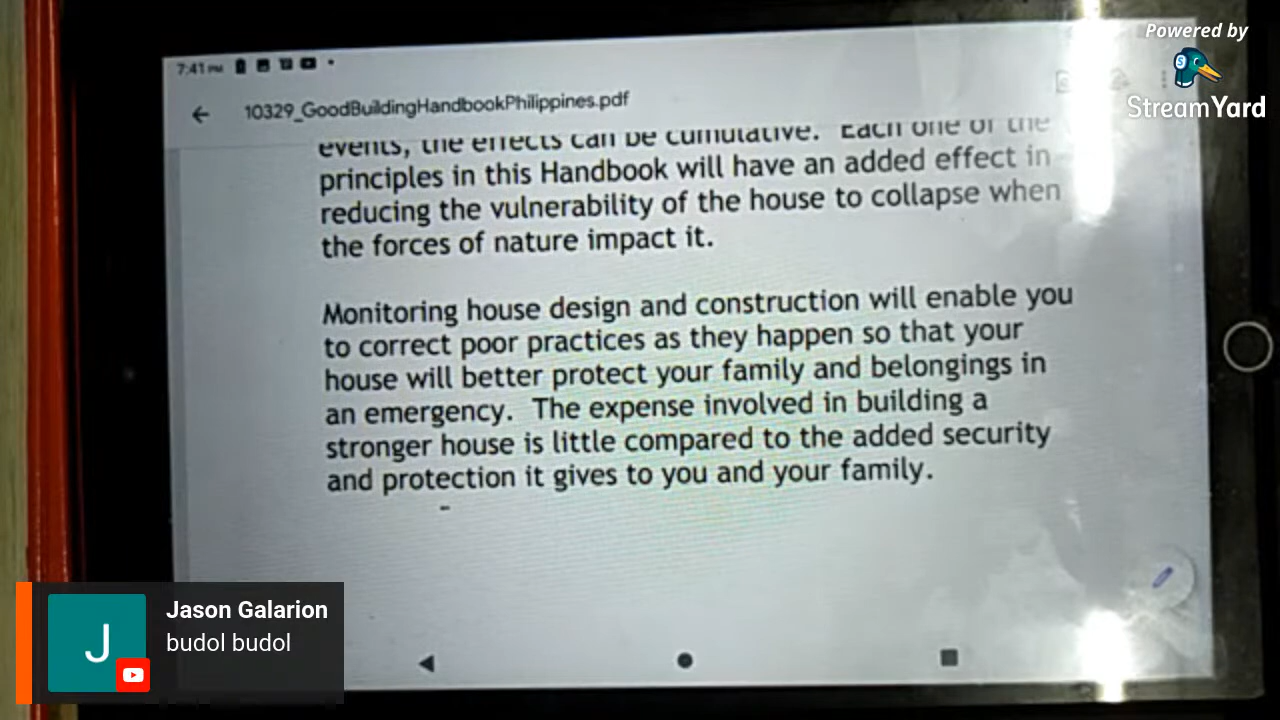 Powered by
StreamYard
7:41 PM
10329_GoodBuildingHandbookPhilippines.pdf
events, the effects can be cumulative. Each one of the
principles in this Handbook will have an added effect in
reducing the vulnerability of the house to collapse when
the forces of nature impact it.
Monitoring house design and construction will enable you
to correct poor practices as they happen so that your
house will better protect your family and belongings in
an emergency. The expense involved in building a
stronger house is little compared to the added security
and protection it gives to you and your family.
J
Jason Galarion
budol budol